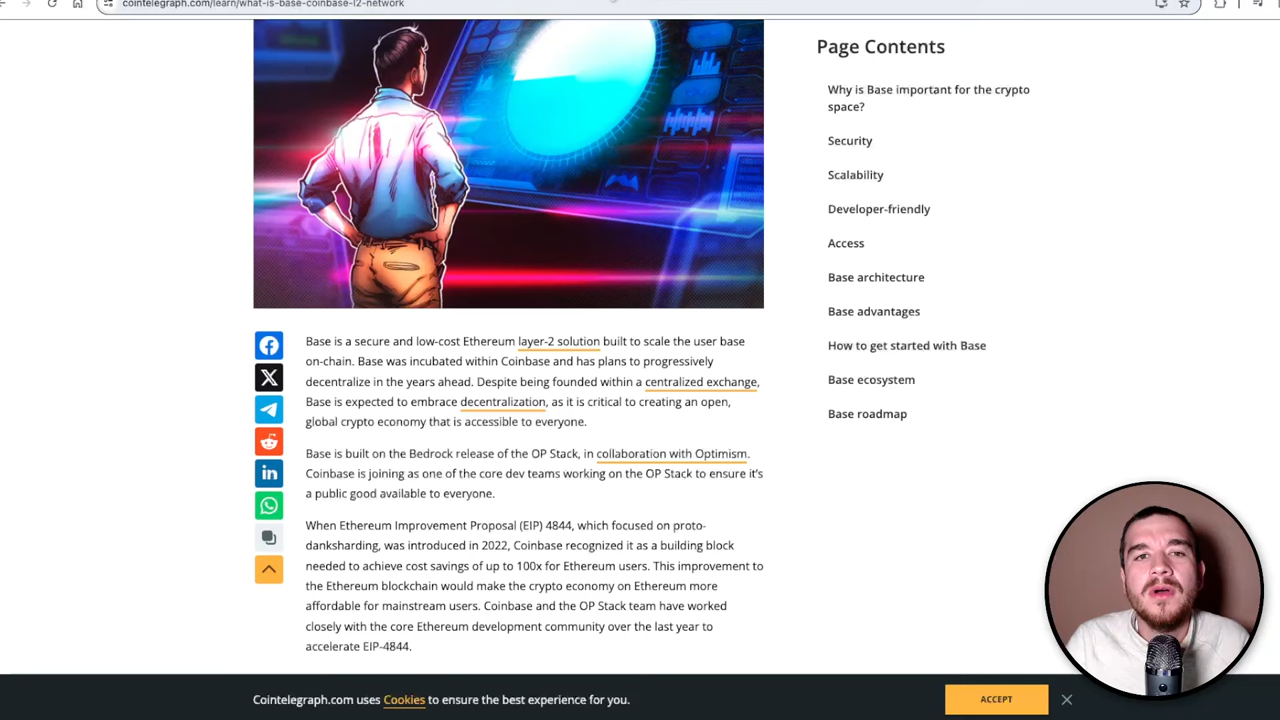 cointelegraph.com/learn/what-is-base-coinbase-l2-network
Page Contents
Why is Base important for the crypto
space?
Security
Scalability
Developer-friendly
Access
Base architecture
Base advantages
How to get started with Base
Base ecosystem
Base roadmap
Base is a secure and low-cost Ethereum layer-2 solution built to scale the user base
on-chain. Base was incubated within Coinbase and has plans to progressively
decentralize in the years ahead. Despite being founded within a centralized exchange,
Base is expected to embrace decentralization, as it is critical to creating an open,
global crypto economy that is accessible to everyone.
Base is built on the Bedrock release of the OP Stack, in collaboration with Optimism.
Coinbase is joining as one of the core dev teams working on the OP Stack to ensure it's
a public good available to everyone.
When Ethereum Improvement Proposal (EIP) 4844, which focused on proto-
danksharding, was introduced in 2022, Coinbase recognized it as a building block
needed to achieve cost savings of up to 100x for Ethereum users. This improvement to
the Ethereum blockchain would make the crypto economy on Ethereum more
affordable for mainstream users. Coinbase and the OP Stack team have worked
closely with the core Ethereum development community over the last year to
accelerate EIP-4844.
Cointelegraph.com uses Cookies to ensure the best experience for you.
ACCEPT